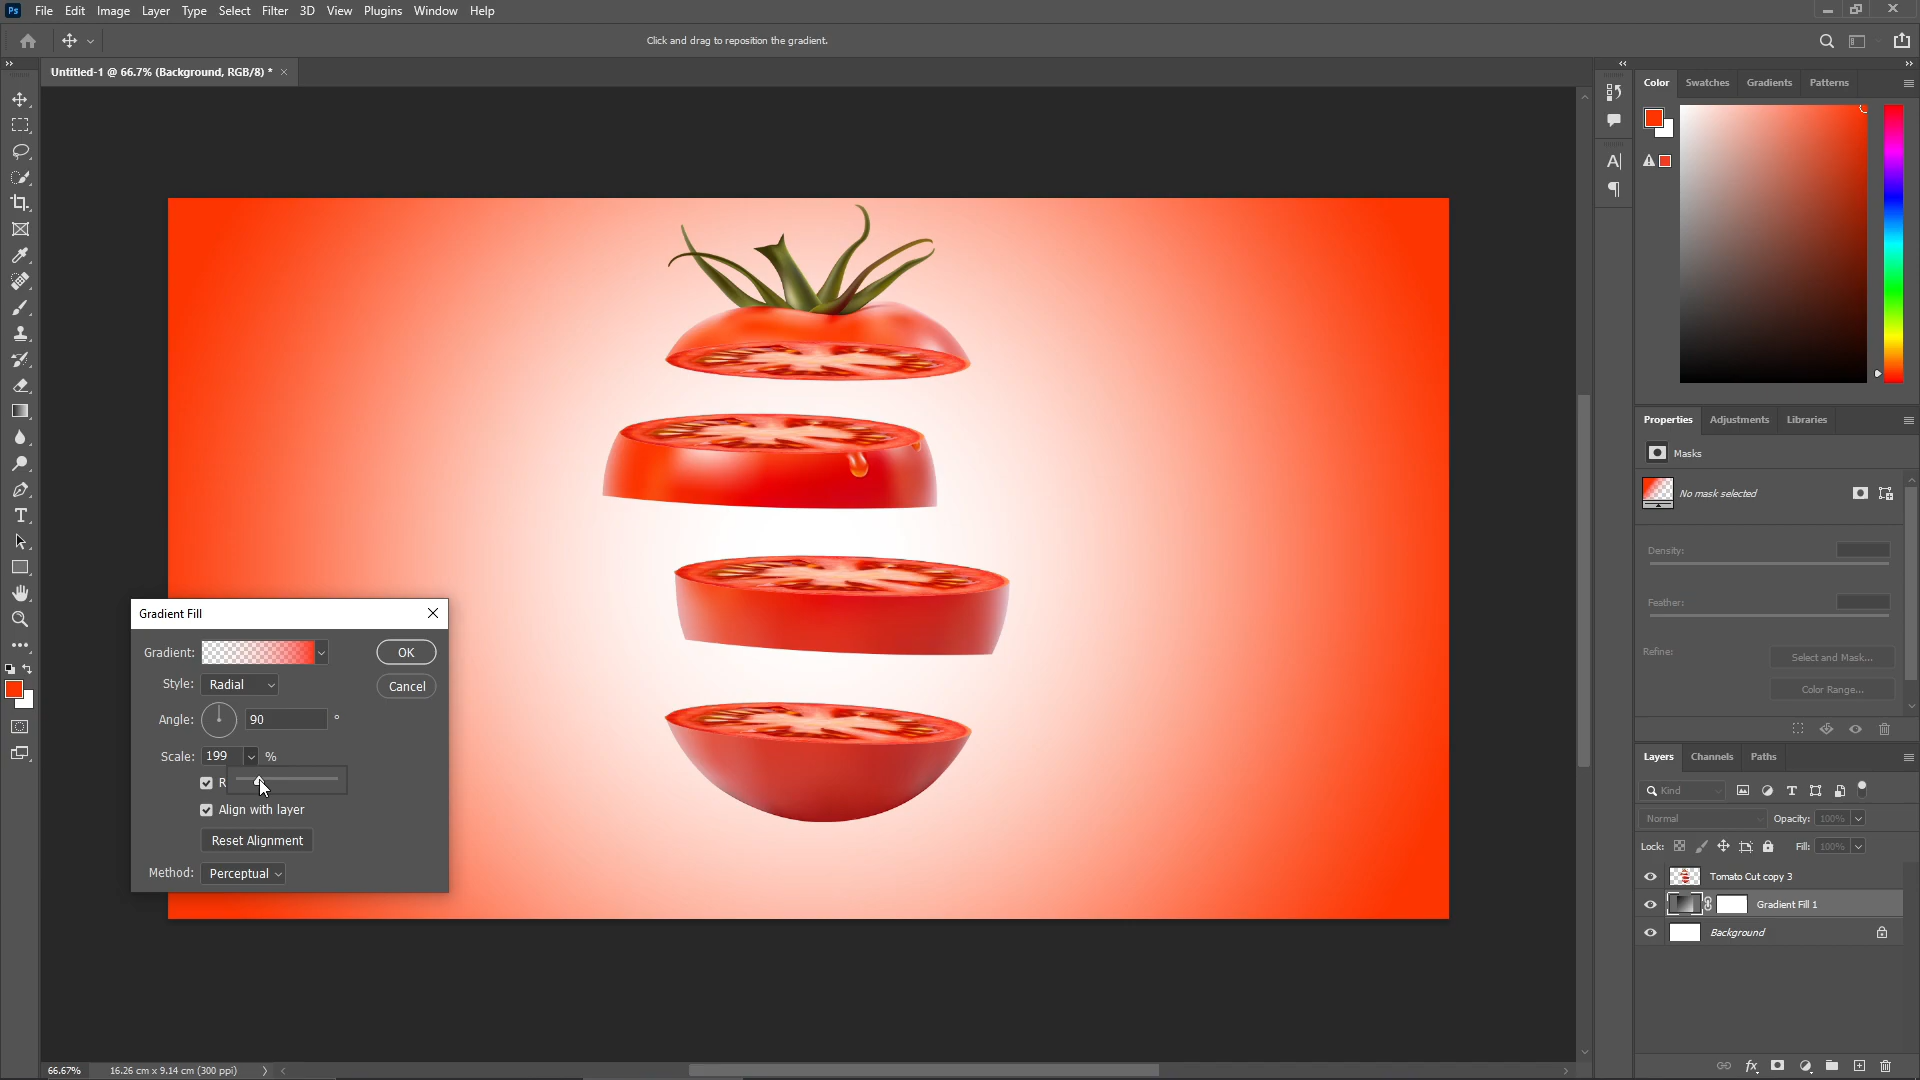 Ps File Edit Image Layer Type Select Filter 3D View Plugins Window Help
Click and drag to reposition the gradient.
Untitled-1 @ 66.7% (Background, RGB/8) *
Color Swatches Gradients Patterns
Gradient Fill
Gradient:
OK
Style: Radial
Cancel
Angle: 90 °
Scale: 199 %
R
Align with layer
Reset Alignment
Method: Perceptual
Properties Adjustments Libraries
Masks
No mask selected
Density:
Feather:
Refine:
Select and Mask...
Color Range...
Layers Channels Paths
Kind
Normal Opacity: 100%
Lock: Fill: 100%
Tomato Cut copy 3
Gradient Fill 1
Background
66.67% 16.26 cm x 9.14 cm (300 ppi)